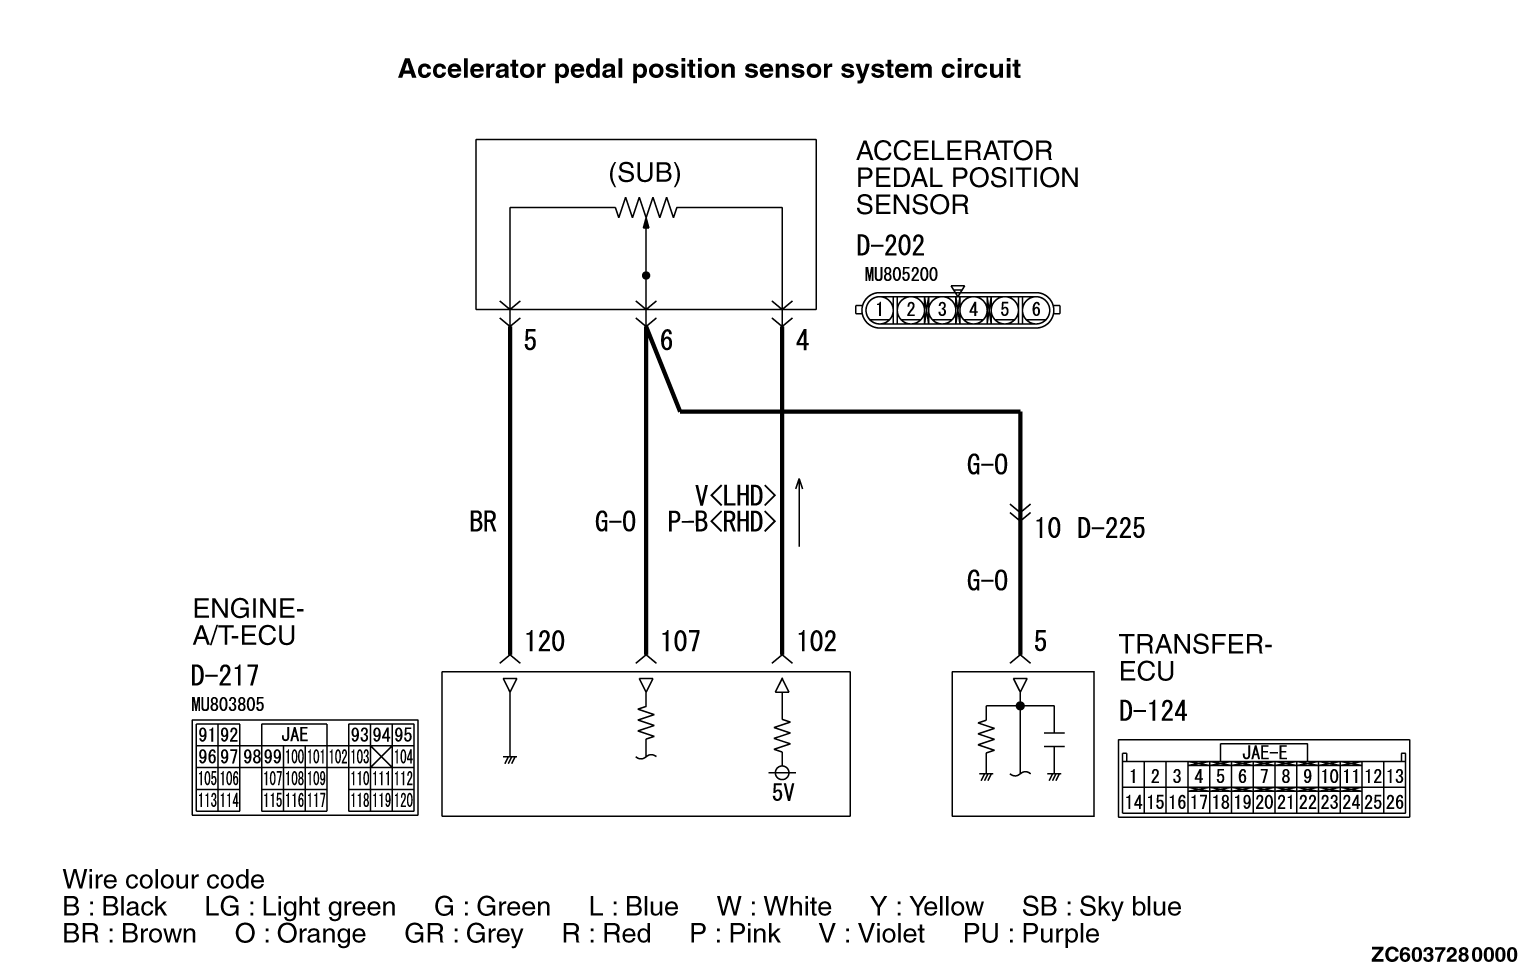 Accelerator pedal position sensor system circuit
(SUB)
ACCELERATOR
PEDAL POSITION
SENSOR
D-202
MU805200
1 2 3 4 5 6
5 6 4
G-O
V<LHD>
BR G-O P-B<RHD>
10 D-225
G-O
ENGINE-
A/T-ECU
D-217
MU803805
120 107 102 5
TRANSFER-
ECU
D-124
91 92 JAE 93 94 95
96 97 98 99 100 101 102 103 104
105 106 107 108 109 110 111 112
113 114 115 116 117 118 119 120
5V
JAE-E
1 2 3 4 5 6 7 8 9 10 11 12 13
14 15 16 17 18 19 20 21 22 23 24 25 26
Wire colour code
B : Black LG : Light green G : Green L : Blue W : White Y : Yellow SB : Sky blue
BR : Brown O : Orange GR : Grey R : Red P : Pink V : Violet PU : Purple
ZC6037280000